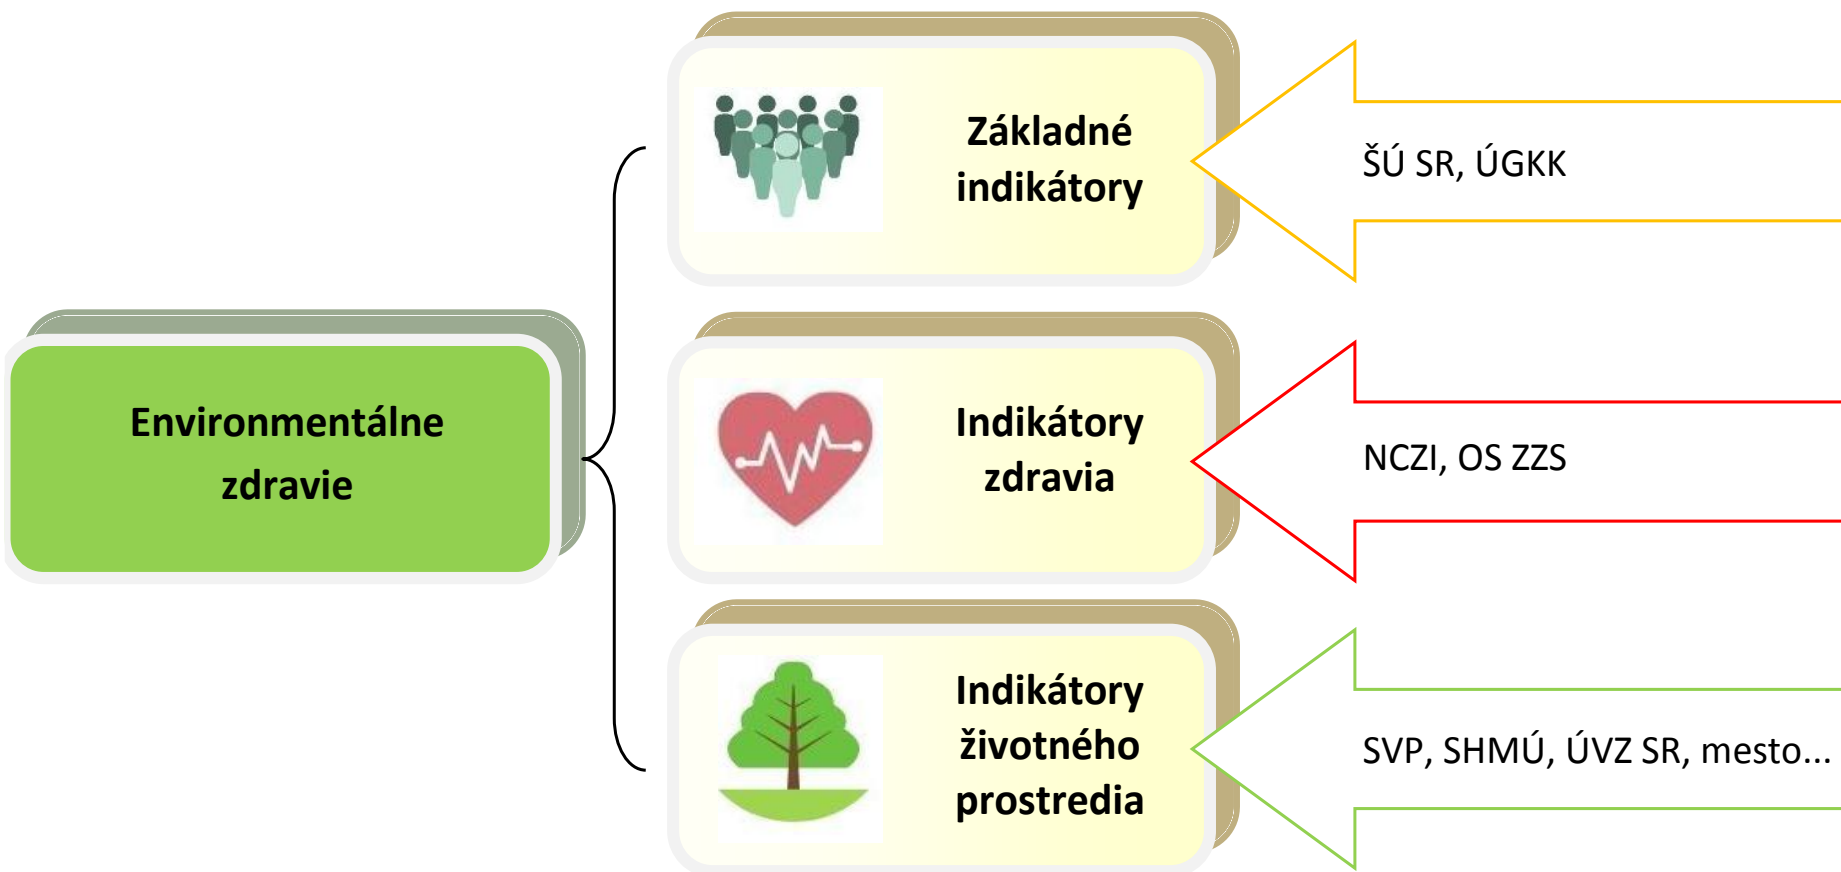 Environmentálne
zdravie
Základné
indikátory
ŠÚ SR, ÚGKK
Indikátory
zdravia
NCZI, OS ZZS
Indikátory
životného
prostredia
SVP, SHMÚ, ÚVZ SR, mesto...